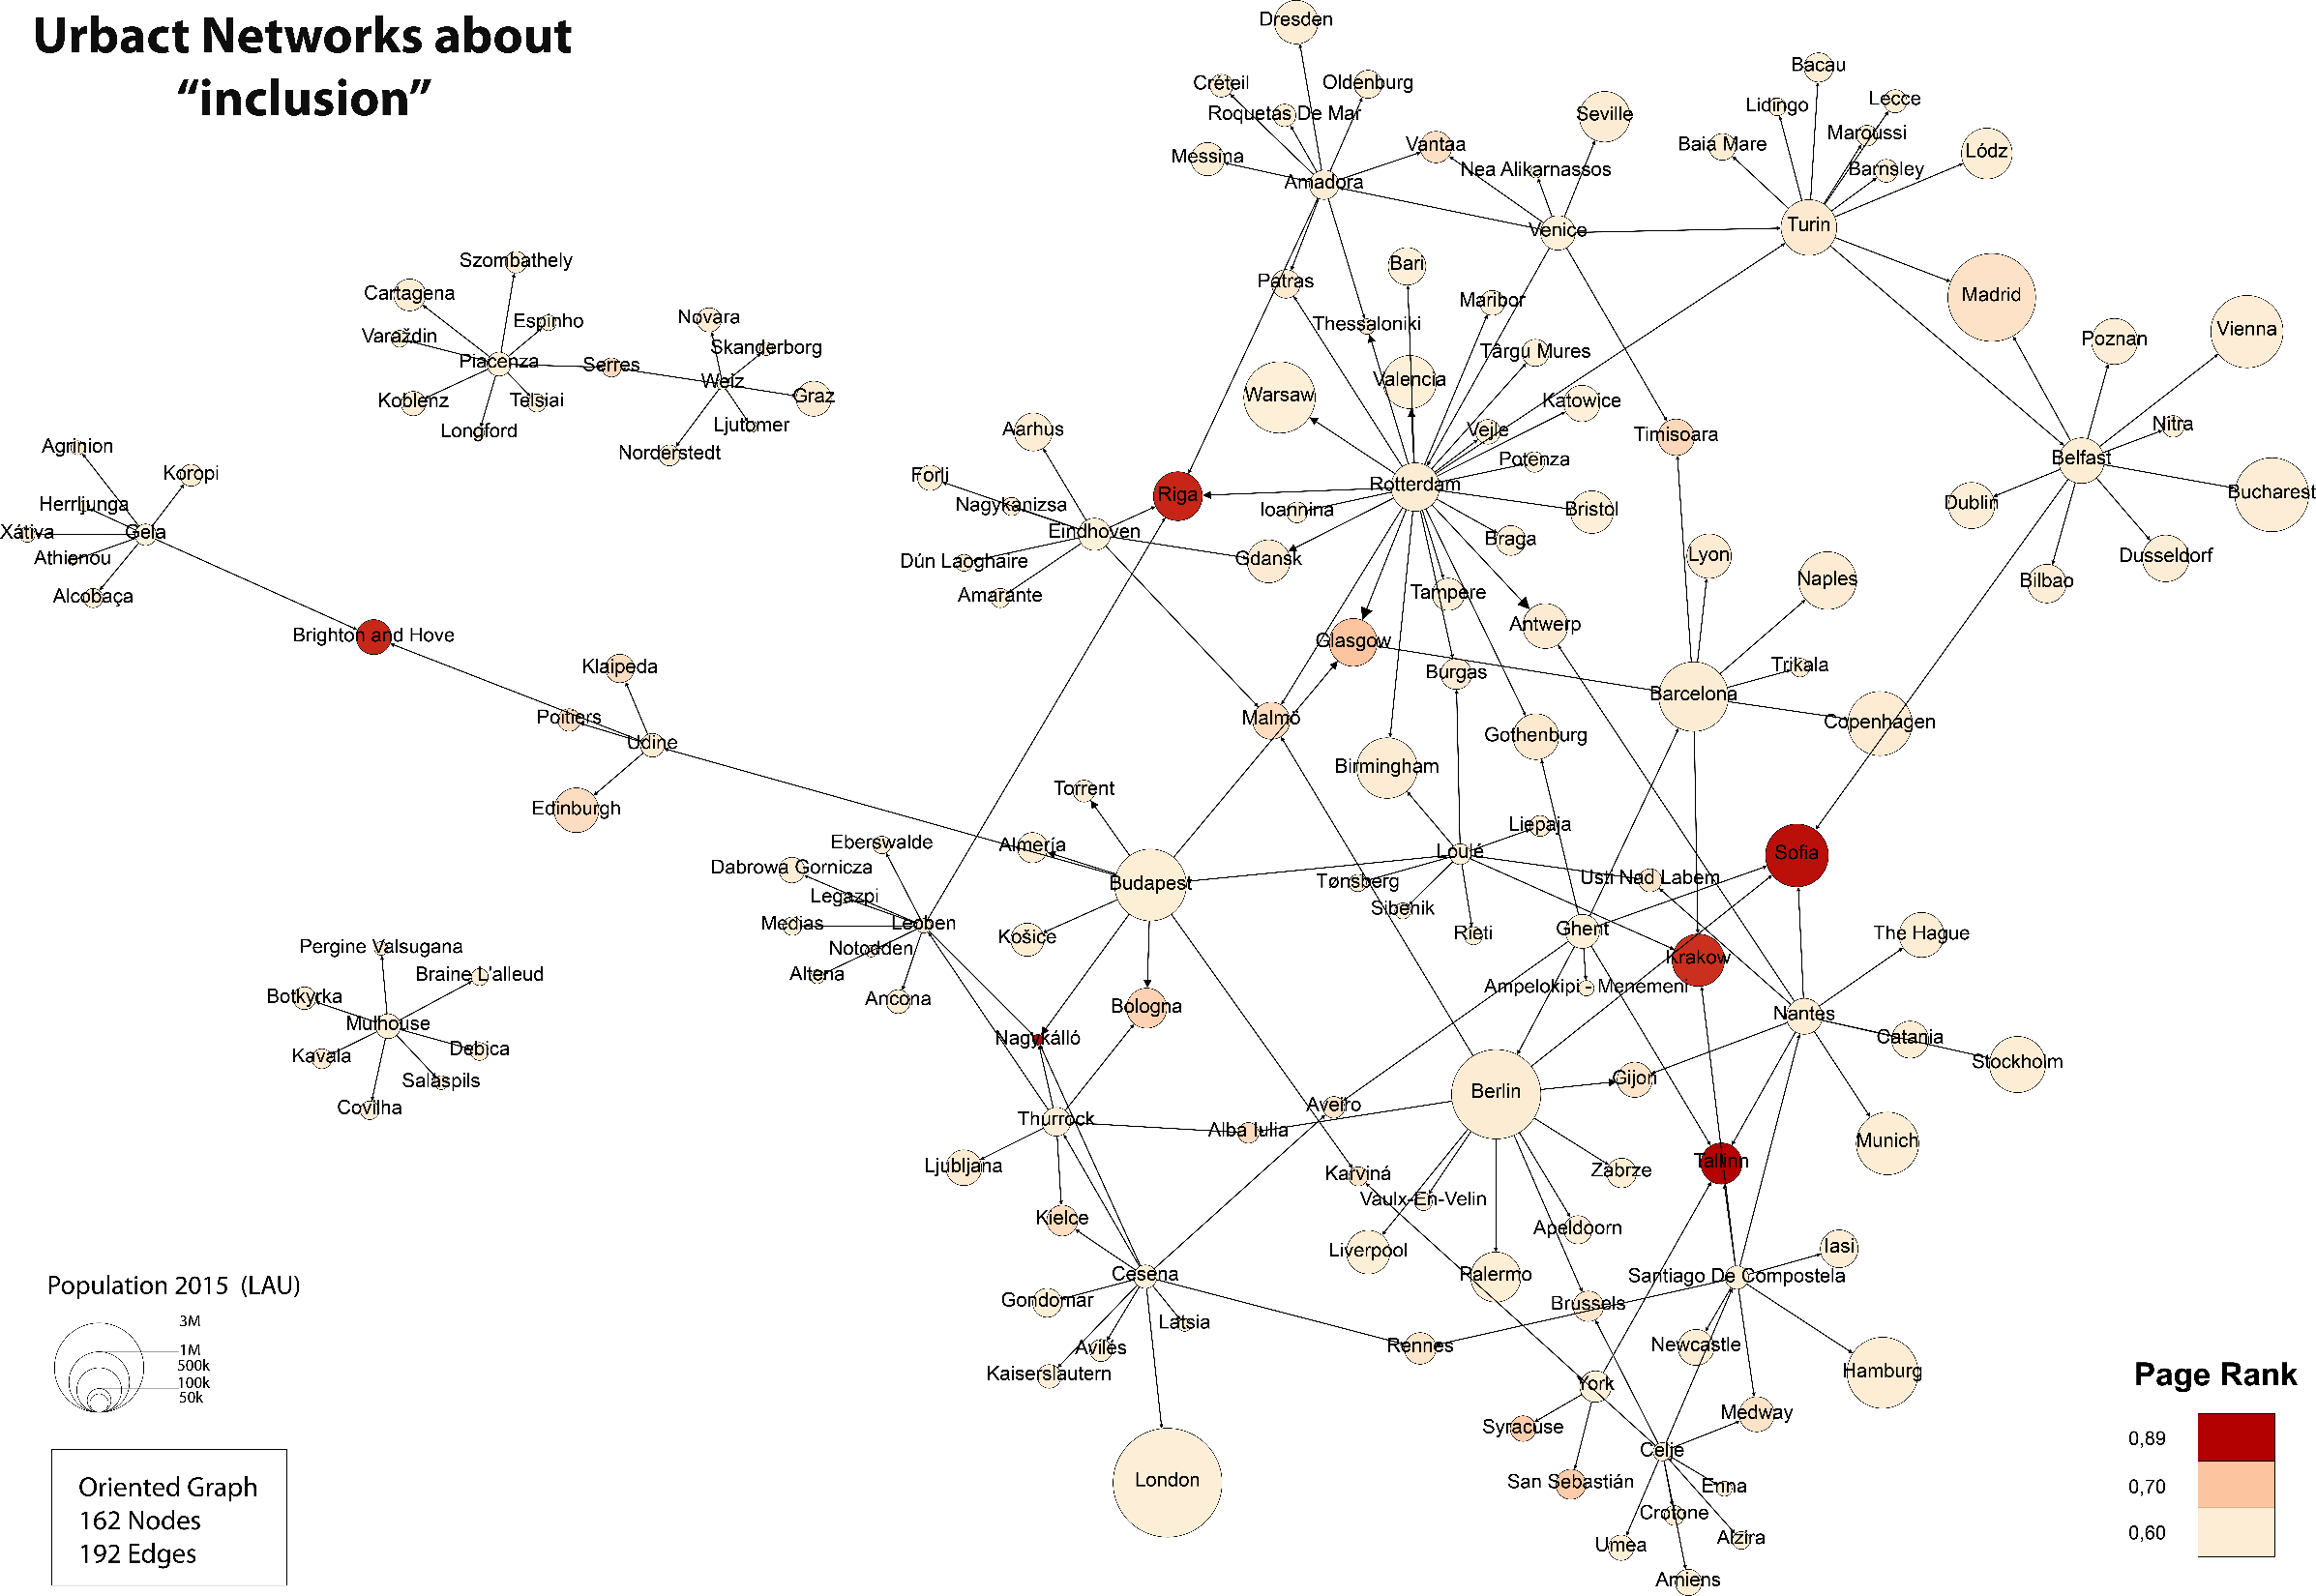 Urbact Networks about
“inclusion”
Dresden
Créteil
Oldenburg
Roquetas De Mar
Messina
Vantaa
Amadora
Nea Alikarnassos
Seville
Venice
Bacau
Lidingo
Lecce
Baia Mare
Maroussi
Barnsley
Lódz
Turin
Madrid
Vienna
Poznan
Nitra
Belfast
Bucharest
Dublin
Dusseldorf
Bilbao
Szombathely
Cartagena
Espinho
Varaždin
Piacenza
Serres
Koblenz
Telsiai
Longford
Novara
Skanderborg
Weiz
Graz
Ljutomer
Norderstedt
Patras
Bari
Maribor
Thessaloniki
Târgu Mures
Warsaw
Valencia
Katowice
Vejle
Timisoara
Potenza
Rotterdam
Ioannina
Bristol
Braga
Gdansk
Tampere
Antwerp
Glasgow
Burgas
Aarhus
Forlì
Nagykanizsa
Riga
Eindhoven
Dún Laoghaire
Amarante
Agrinion
Koropi
Herrljunga
Xátiva
Gela
Athienou
Alcobaça
Brighton and Hove
Klaipeda
Poitiers
Udine
Edinburgh
Malmö
Birmingham
Gothenburg
Lyon
Naples
Trikala
Barcelona
Copenhagen
Torrent
Almería
Budapest
Košice
Bologna
Eberswalde
Dabrowa Gornicza
Legazpi
Medias
Leoben
Notodden
Altena
Ancona
Liepaja
Loulé
Tønsberg
Usti Nad Labem
Sibenik
Rieti
Ghent
Sofia
Krakow
Ampelokipi - Menemeni
The Hague
Nantes
Catania
Stockholm
Munich
Pergine Valsugana
Braine L'alleud
Botkyrka
Mulhouse
Kavala
Debica
Salaspils
Covilha
Nagykálló
Thurrock
Ljubljana
Kielce
Alba Iulia
Aveiro
Berlin
Gijon
Karviná
Vaulx-En-Velin
Zabrze
Tallinn
Apeldoorn
Liverpool
Palermo
Iasi
Santiago De Compostela
Cesena
Gondomar
Latsia
Avilés
Kaiserslautern
Rennes
Brussels
Newcastle
Hamburg
York
Medway
Syracuse
Celje
San Sebastián
Enna
Crotone
Alzira
Umea
Amiens
London
Population 2015 (LAU)
3M
1M
500k
100k
50k
Oriented Graph
162 Nodes
192 Edges
Page Rank
0,89
0,70
0,60